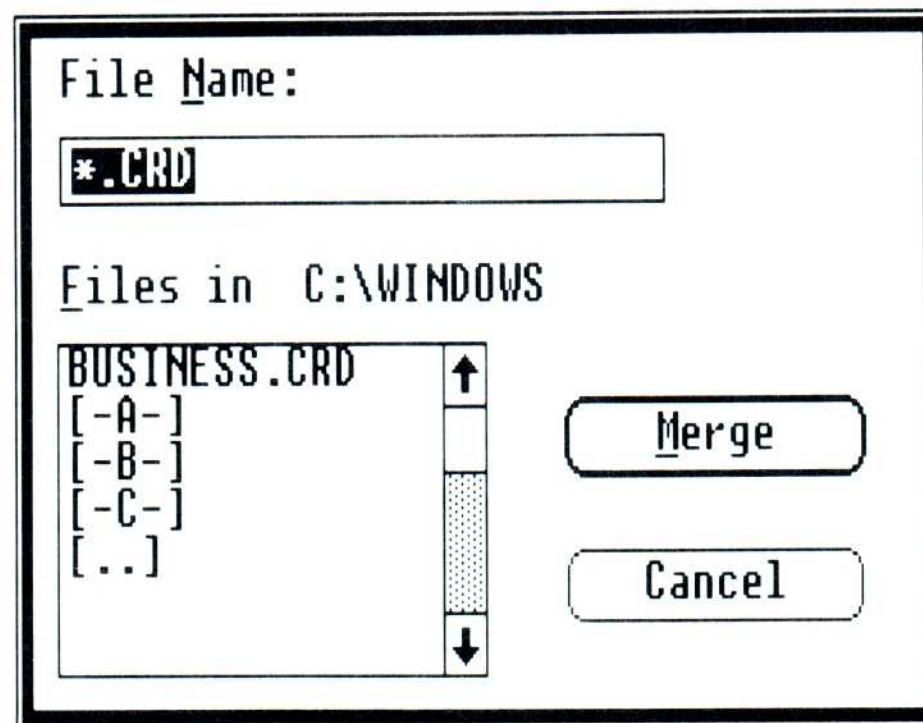 File Name:
*.CRD
Files in C:\WINDOWS
BUSINESS.CRD
[-A-]
[-B-]
[-C-]
[..]
Merge
Cancel